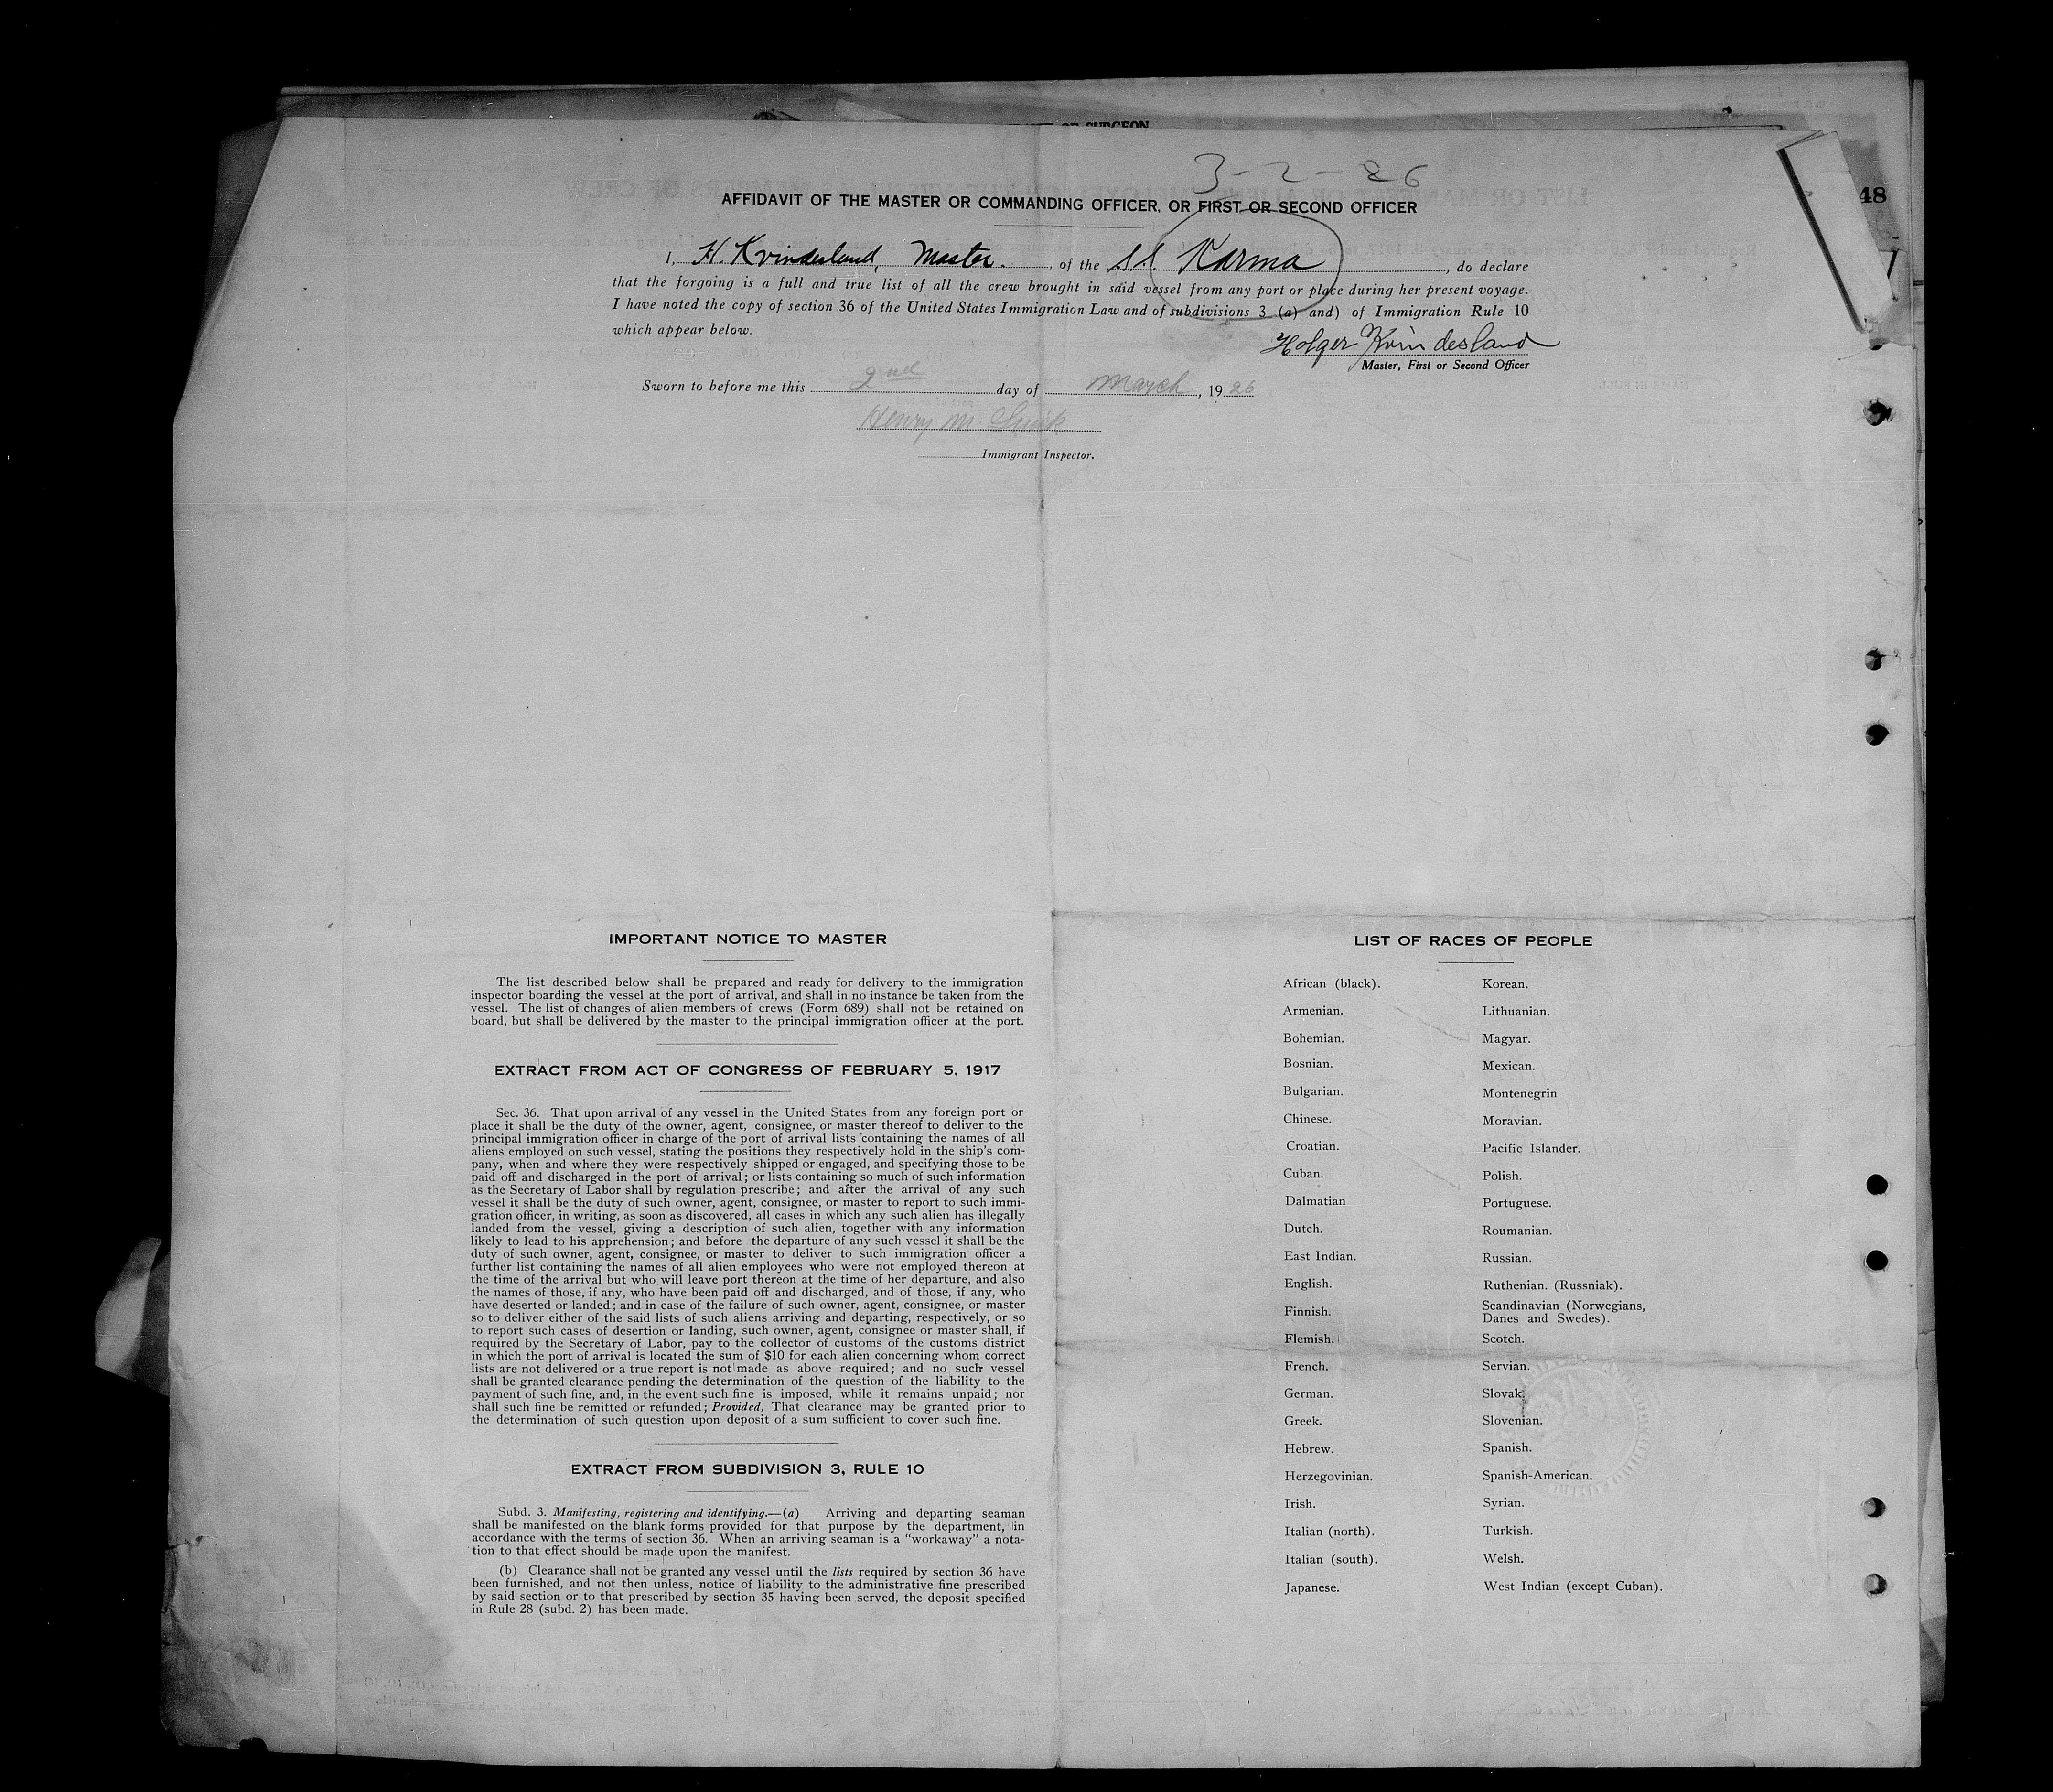 OF SURGEON
3-2-26
48
AFFIDAVIT OF THE MASTER OR COMMANDING OFFICER, OR FIRST OR SECOND OFFICER
I, H. Kvindesland, Master. , of the S.S. Karma , do declare
that the forgoing is a full and true list of all the crew brought in said vessel from any port or place during her present voyage.
I have noted the copy of section 36 of the United States Immigration Law and of subdivisions 3 (a) and) of Immigration Rule 10
which appear below.
Holger Kvindesland
Master, First or Second Officer
Sworn to before me this 2nd day of March, 1926
Henry M.
Immigrant Inspector.
IMPORTANT NOTICE TO MASTER
The list described below shall be prepared and ready for delivery to the immigration
inspector boarding the vessel at the port of arrival, and shall in no instance be taken from the
vessel. The list of changes of alien members of crews (Form 689) shall not be retained on
board, but shall be delivered by the master to the principal immigration officer at the port.
EXTRACT FROM ACT OF CONGRESS OF FEBRUARY 5, 1917
Sec. 36. That upon arrival of any vessel in the United States from any foreign port or
place it shall be the duty of the owner, agent, consignee, or master thereof to deliver to the
principal immigration officer in charge of the port of arrival lists containing the names of all
aliens employed on such vessel, stating the positions they respectively hold in the ship's com-
pany, when and where they were respectively shipped or engaged, and specifying those to be
paid off and discharged in the port of arrival; or lists containing so much of such information
as the Secretary of Labor shall by regulation prescribe; and after the arrival of any such
vessel it shall be the duty of such owner, agent, consignee, or master to report to such immi-
gration officer, in writing, as soon as discovered, all cases in which any such alien has illegally
landed from the vessel, giving a description of such alien, together with any information
likely to lead to his apprehension; and before the departure of any such vessel it shall be the
duty of such owner, agent, consignee, or master to deliver to such immigration officer a
further list containing the names of all alien employees who were not employed thereon at
the time of the arrival but who will leave port thereon at the time of her departure, and also
the names of those, if any, who have been paid off and discharged, and of those, if any, who
have deserted or landed; and in case of the failure of such owner, agent, consignee, or master
so to deliver either of the said lists of such aliens arriving and departing, respectively, or so
to report such cases of desertion or landing, such owner, agent, consignee or master shall, if
required by the Secretary of Labor, pay to the collector of customs of the customs district
in which the port of arrival is located the sum of $10 for each alien concerning whom correct
lists are not delivered or a true report is not made as above required; and no such vessel
shall be granted clearance pending the determination of the question of the liability to the
payment of such fine, and, in the event such fine is imposed, while it remains unpaid; nor
shall such fine be remitted or refunded; Provided, That clearance may be granted prior to
the determination of such question upon deposit of a sum sufficient to cover such fine.
EXTRACT FROM SUBDIVISION 3, RULE 10
Subd. 3. Manifesting, registering and identifying.—(a) Arriving and departing seaman
shall be manifested on the blank forms provided for that purpose by the department, in
accordance with the terms of section 36. When an arriving seaman is a "workaway" a nota-
tion to that effect should be made upon the manifest.
(b) Clearance shall not be granted any vessel until the lists required by section 36 have
been furnished, and not then unless, notice of liability to the administrative fine prescribed
by said section or to that prescribed by section 35 having been served, the deposit specified
in Rule 28 (subd. 2) has been made.
LIST OF RACES OF PEOPLE
African (black).
Armenian.
Bohemian.
Bosnian.
Bulgarian.
Chinese.
Croatian.
Cuban.
Dalmatian
Dutch.
East Indian.
English.
Finnish.
Flemish.
French.
German.
Greek.
Hebrew.
Herzegovinian.
Irish.
Italian (north).
Italian (south).
Japanese.
Korean.
Lithuanian.
Magyar.
Mexican.
Montenegrin
Moravian.
Pacific Islander.
Polish.
Portuguese.
Roumanian.
Russian.
Ruthenian. (Russniak).
Scandinavian (Norwegians,
Danes and Swedes).
Scotch.
Servian.
Slovak.
Slovenian.
Spanish.
Spanish-American.
Syrian.
Turkish.
Welsh.
West Indian (except Cuban).